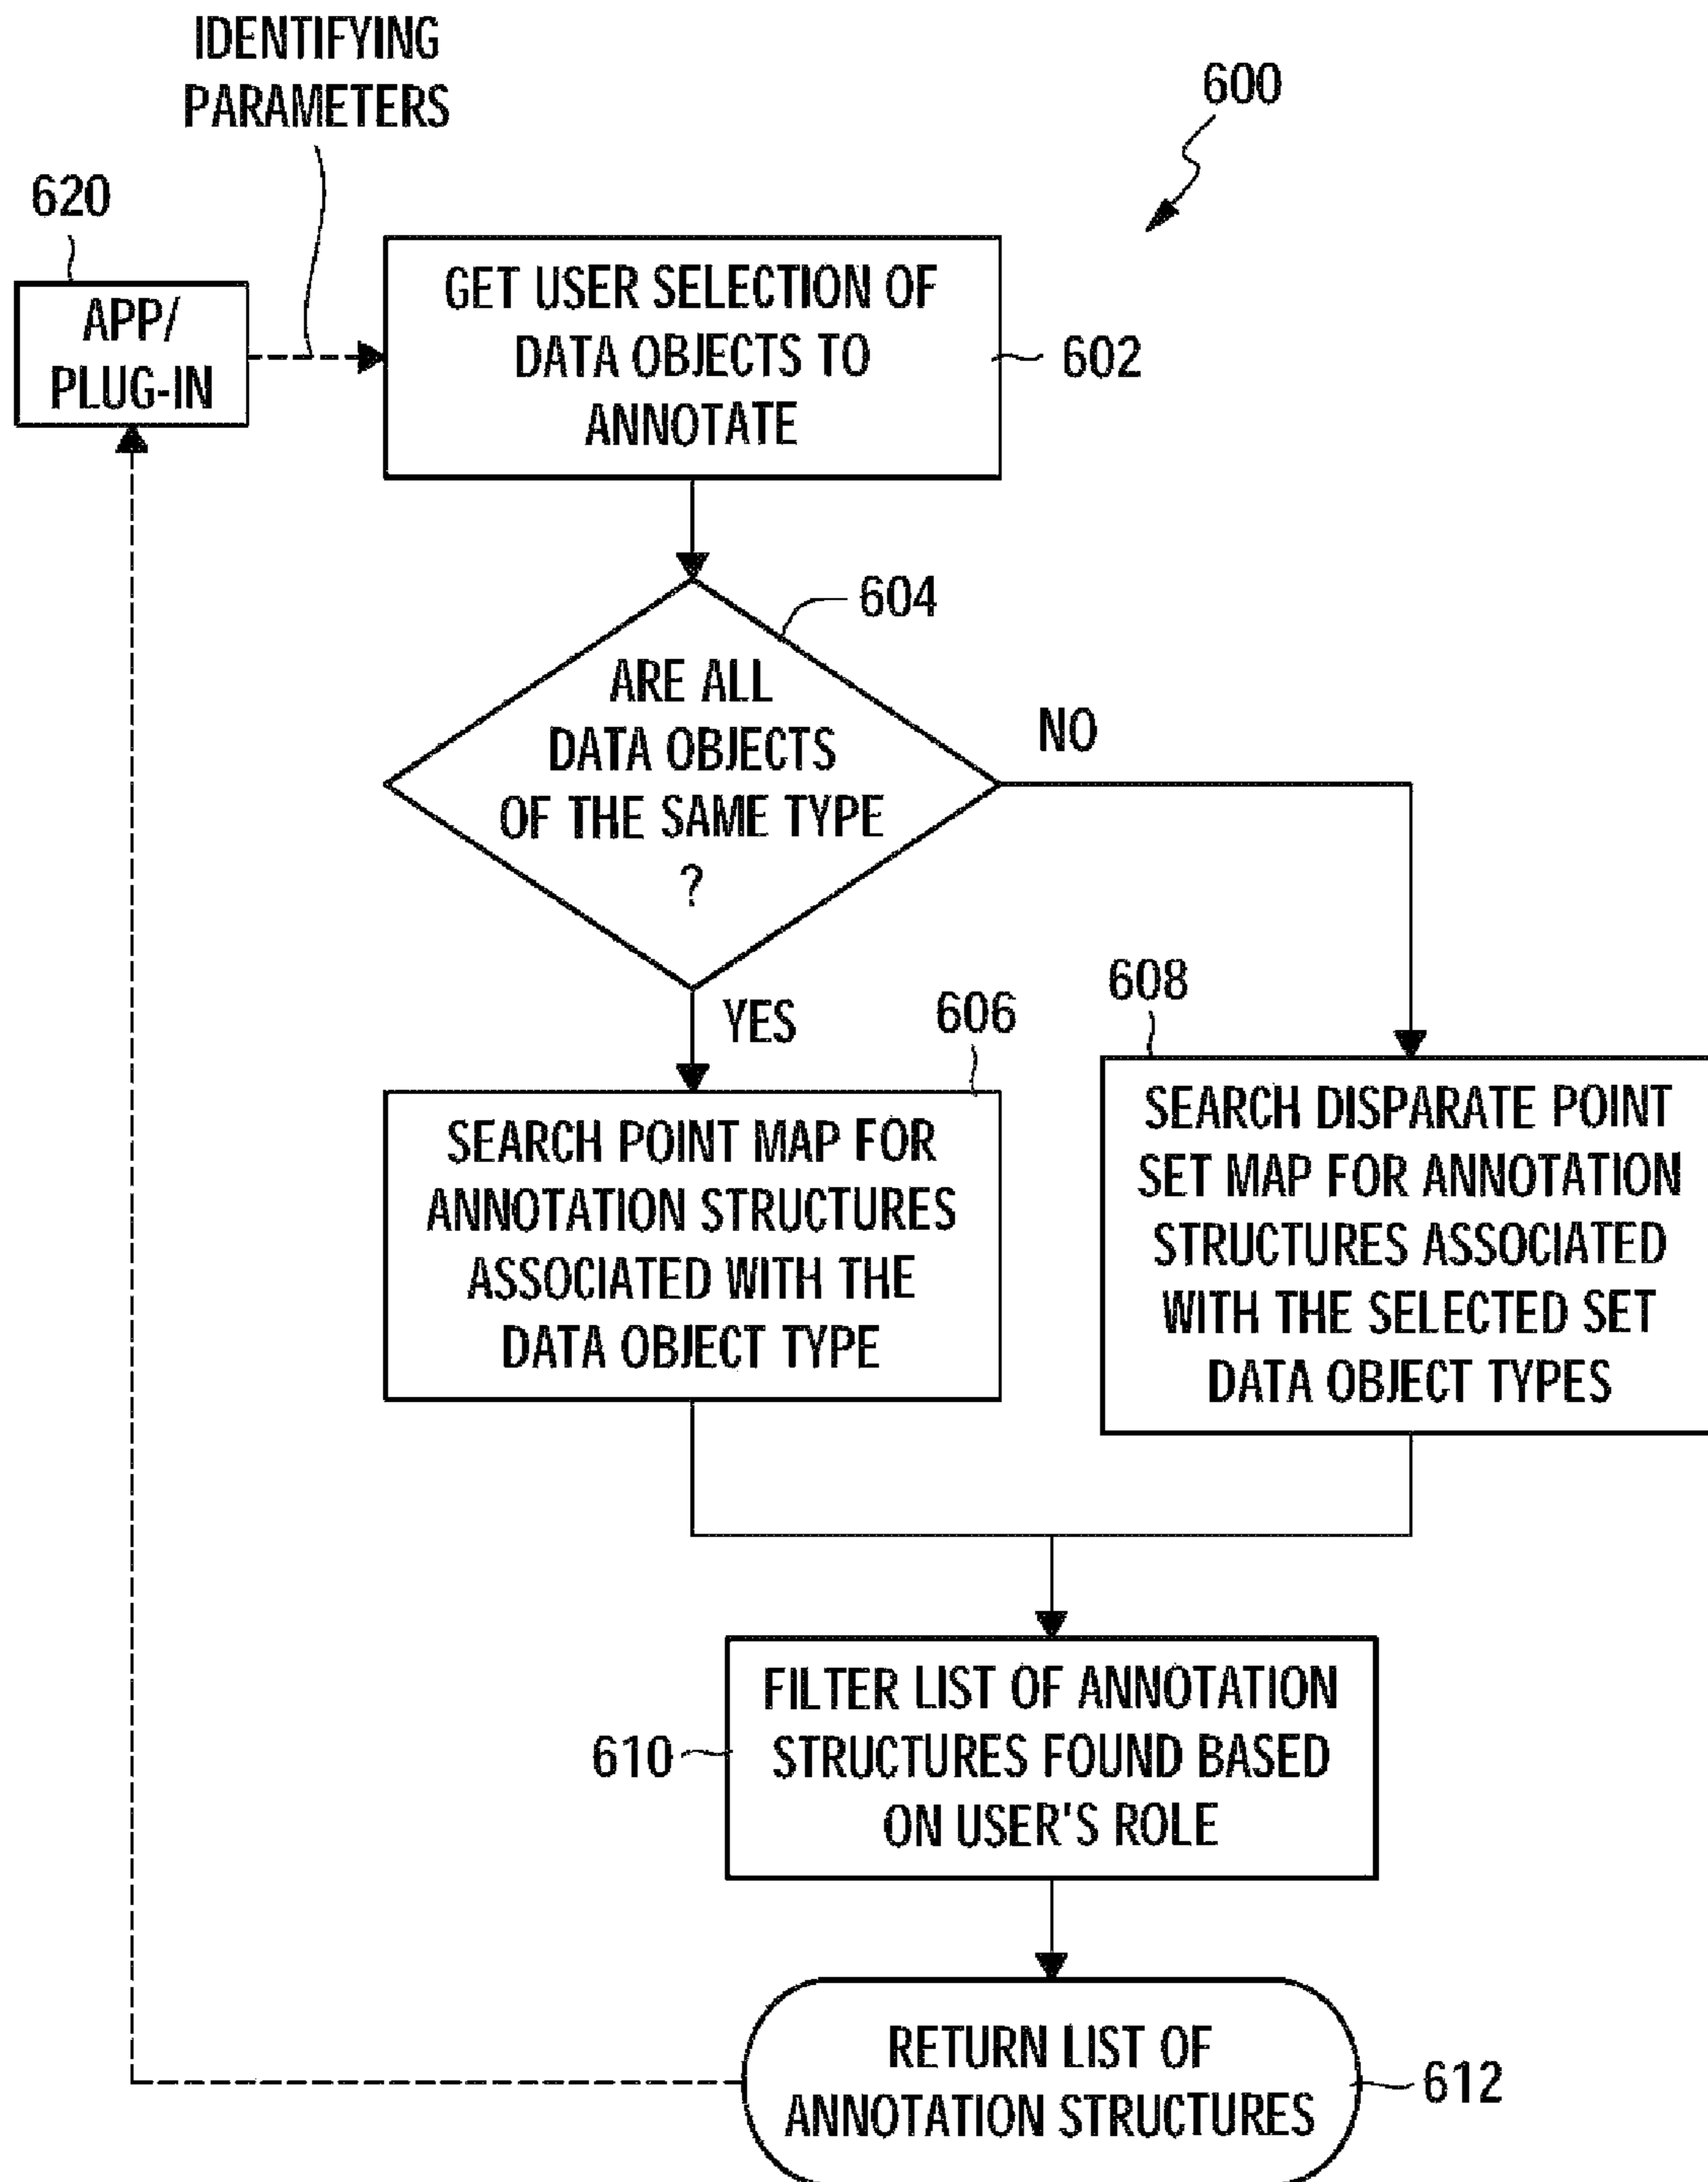 IDENTIFYING
PARAMETERS
600
620
APP/
PLUG-IN
GET USER SELECTION OF
DATA OBJECTS TO
ANNOTATE
602
604
ARE ALL
DATA OBJECTS
OF THE SAME TYPE
?
NO
YES
606
608
SEARCH POINT MAP FOR
ANNOTATION STRUCTURES
ASSOCIATED WITH THE
DATA OBJECT TYPE
SEARCH DISPARATE POINT
SET MAP FOR ANNOTATION
STRUCTURES ASSOCIATED
WITH THE SELECTED SET
DATA OBJECT TYPES
FILTER LIST OF ANNOTATION
STRUCTURES FOUND BASED
ON USER'S ROLE
610
RETURN LIST OF
ANNOTATION STRUCTURES
612